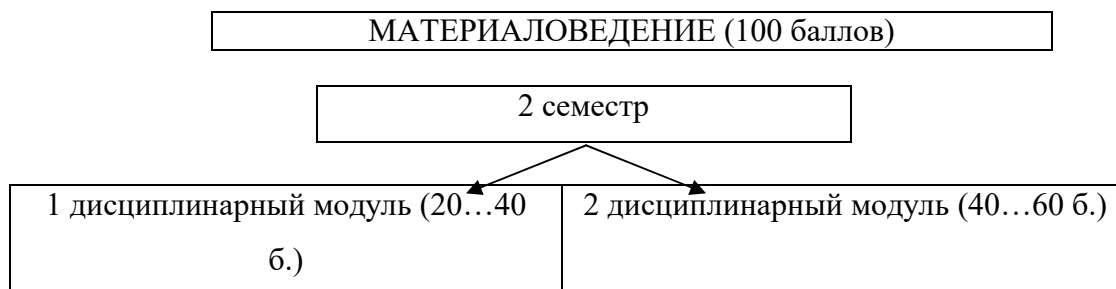 МАТЕРИАЛОВЕДЕНИЕ (100 баллов)
2 семестр
1 дисциплинарный модуль (20…40
б.)
2 дисциплинарный модуль (40…60 б.)